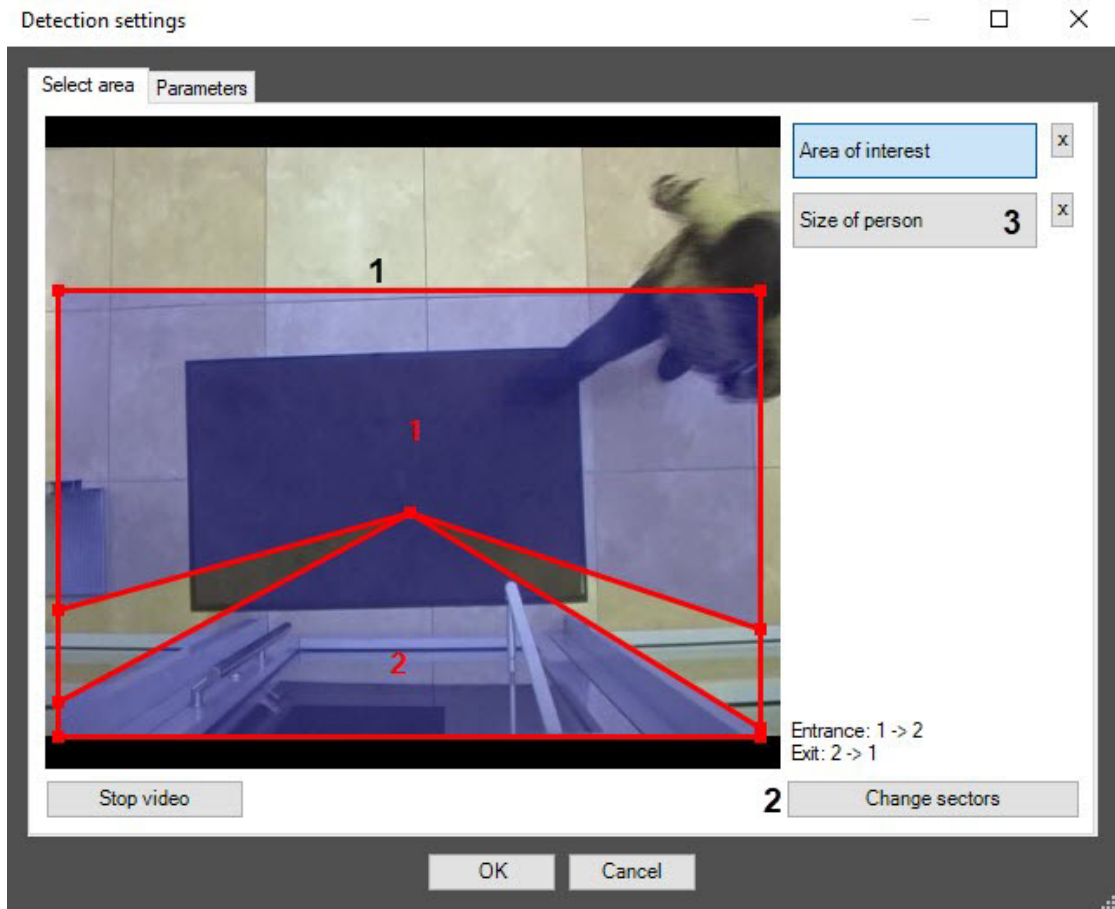 Detection settings
Select area
Parameters
Area of interest
x
Size of person 3
x
1
1
2
Entrance: 1 -> 2
Exit: 2 -> 1
Stop video
2
Change sectors
OK
Cancel